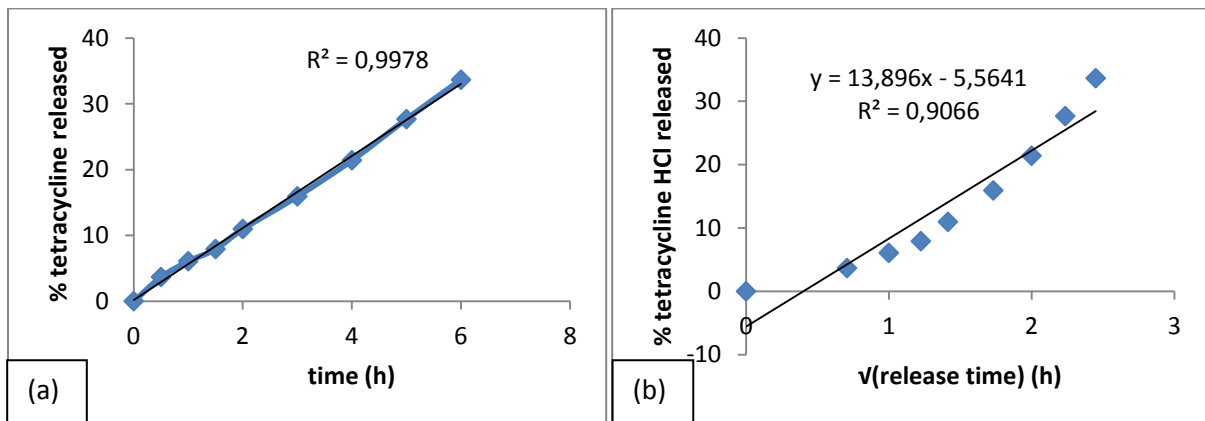 % tetracycline released
40
30
20
10
0
R² = 0,9978
0
2
4
6
8
time (h)
(a)
% tetracycline HCl released
40
30
20
10
0
-10
y = 13,896x - 5,5641
R² = 0,9066
0
1
2
3
√(release time) (h)
(b)